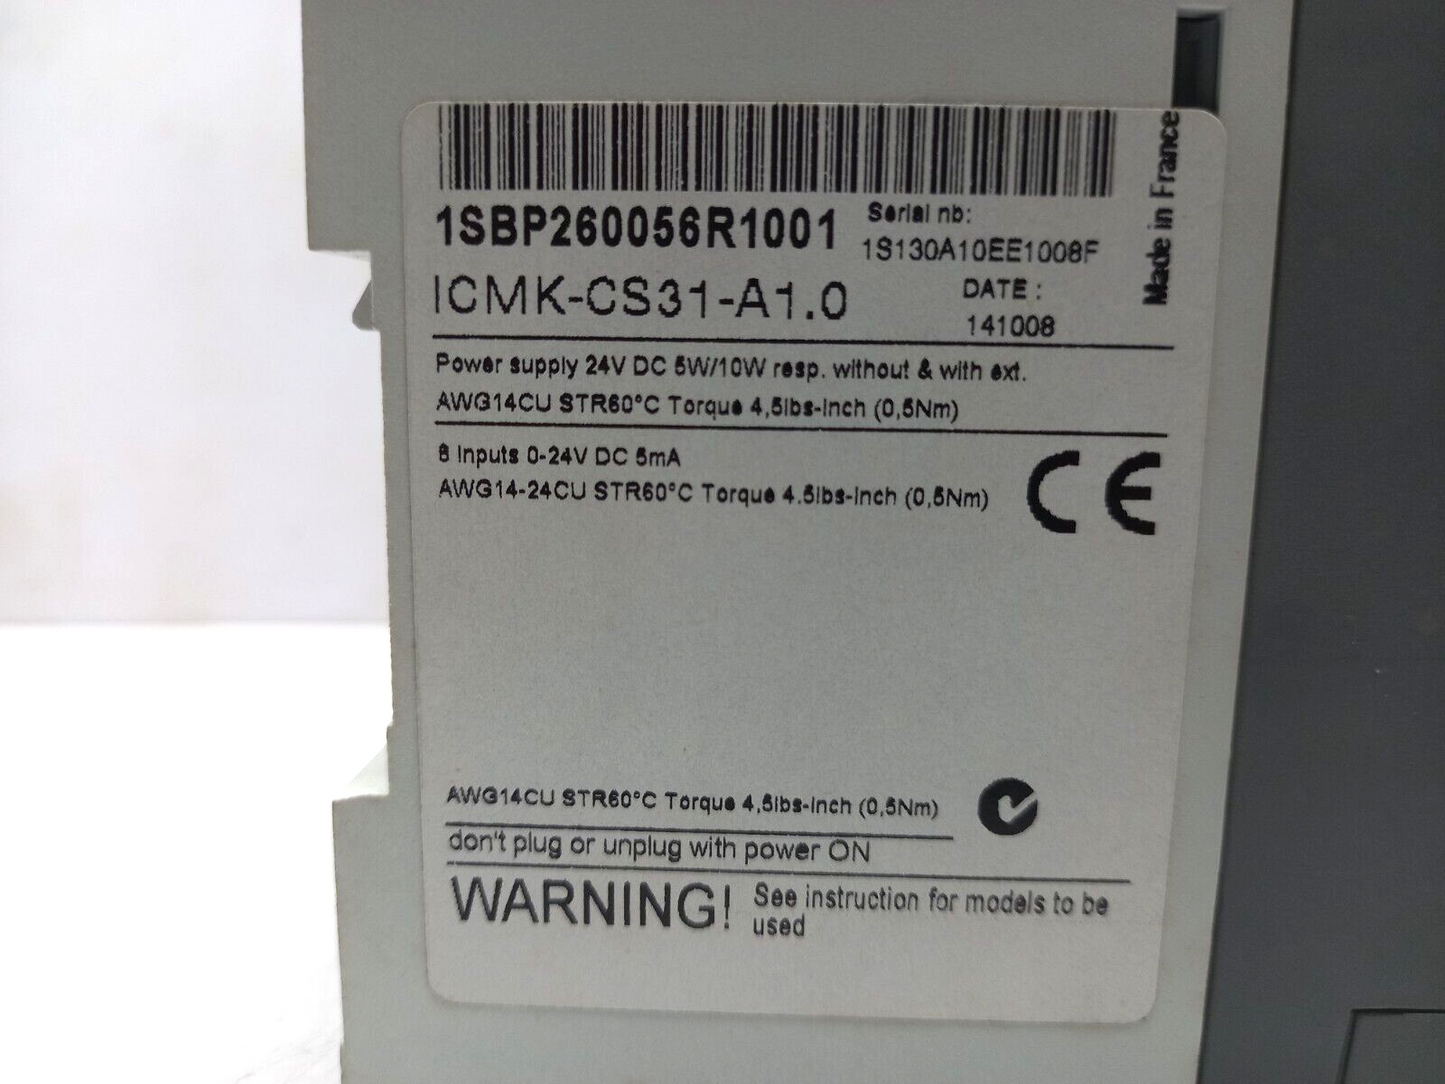 1SBP260056R1001
Serial nb:
1S130A10EE1008F
Made in France
ICMK-CS31-A1.0
DATE :
141008
Power supply 24V DC 5W/10W resp. without & with ext.
AWG14CU STR60°C Torque 4,5lbs-inch (0,5Nm)
8 Inputs 0-24V DC 5mA
AWG14-24CU STR60°C Torque 4.5lbs-inch (0,5Nm)
CE
AWG14CU STR60°C Torque 4,5lbs-inch (0,5Nm)
don't plug or unplug with power ON
WARNING! See instruction for models to be
used